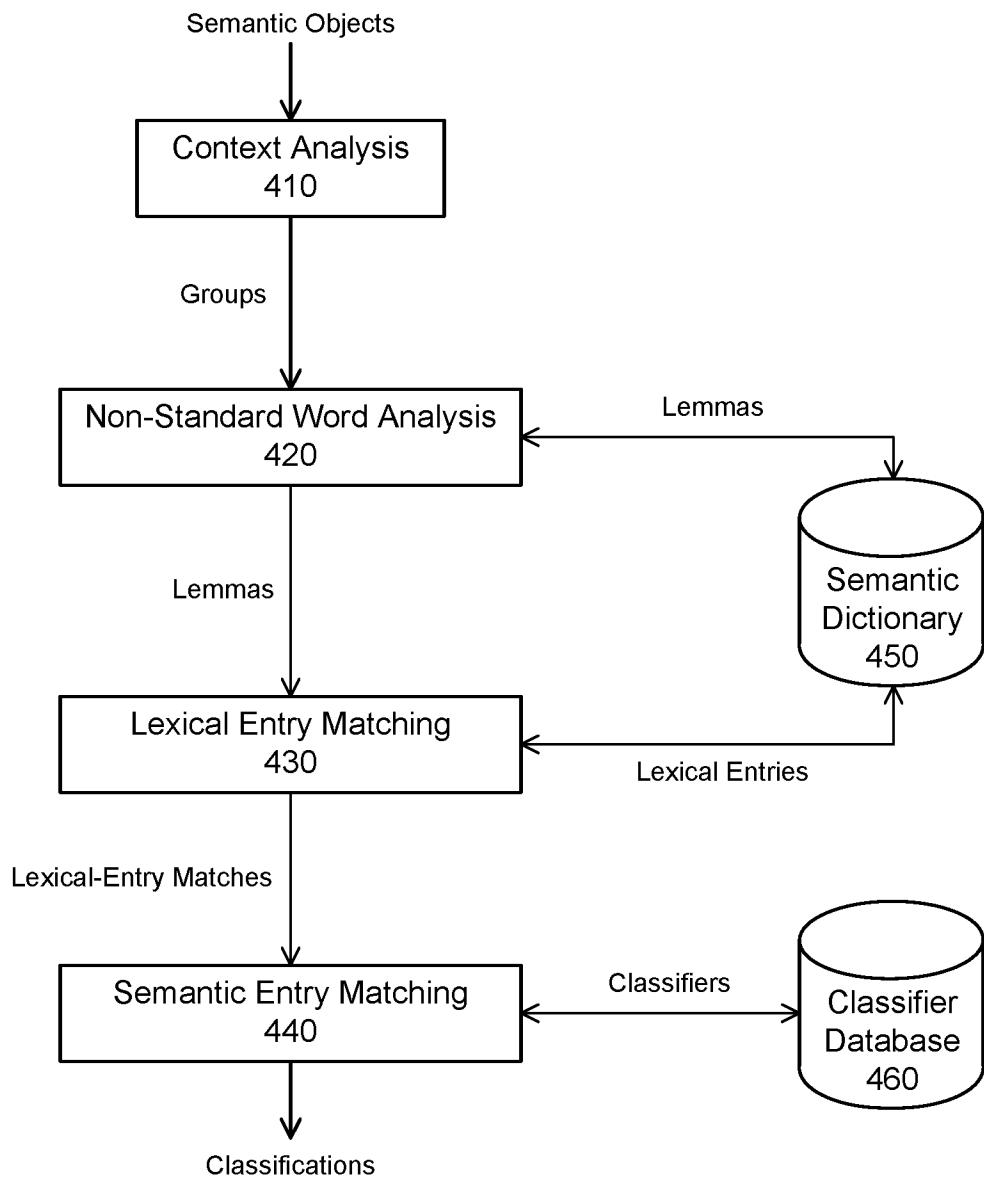 Semantic Objects
Context Analysis
410
Groups
Non-Standard Word Analysis
420
Lemmas
Semantic
Dictionary
450
Lemmas
Lexical Entry Matching
430
Lexical Entries
Lexical-Entry Matches
Semantic Entry Matching
440
Classifiers
Classifier
Database
460
Classifications